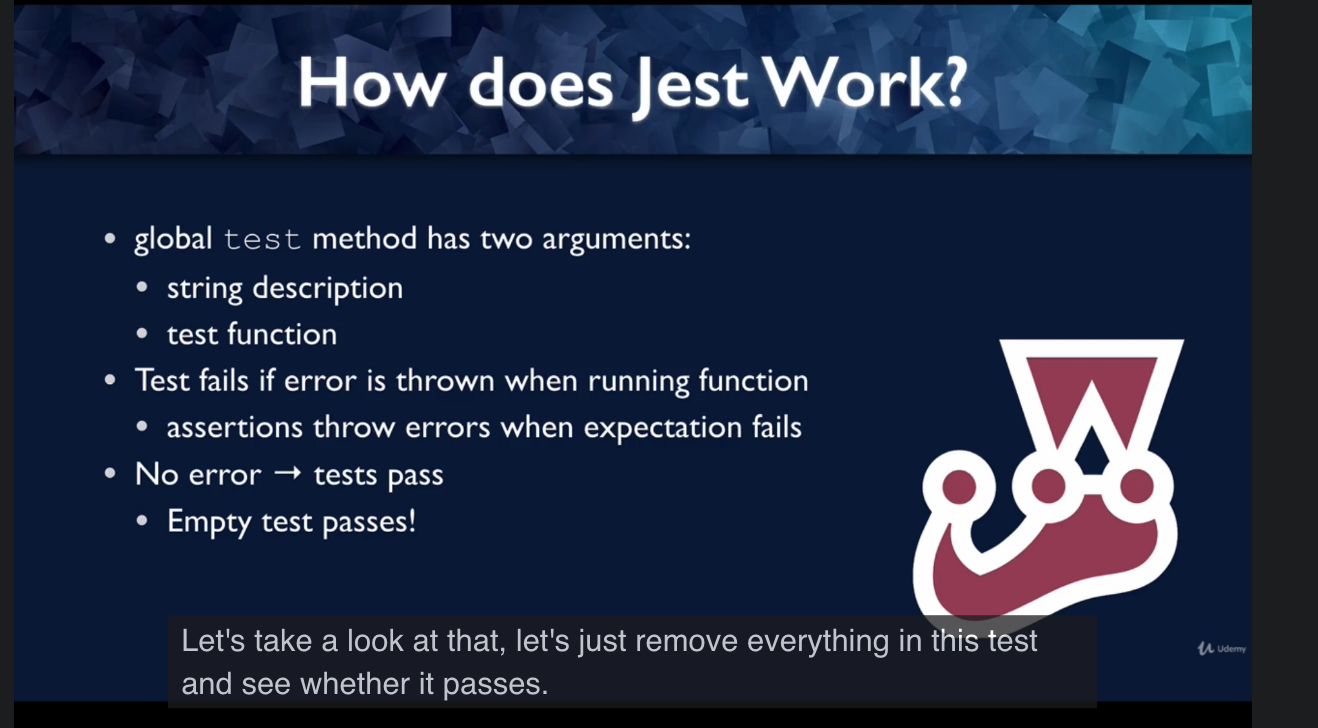 How does Jest Work?
• global test method has two arguments:
• string description
• test function
• Test fails if error is thrown when running function
• assertions throw errors when expectation fails
• No error → tests pass
• Empty test passes!
Let's take a look at that, let's just remove everything in this test
and see whether it passes.
Udemy